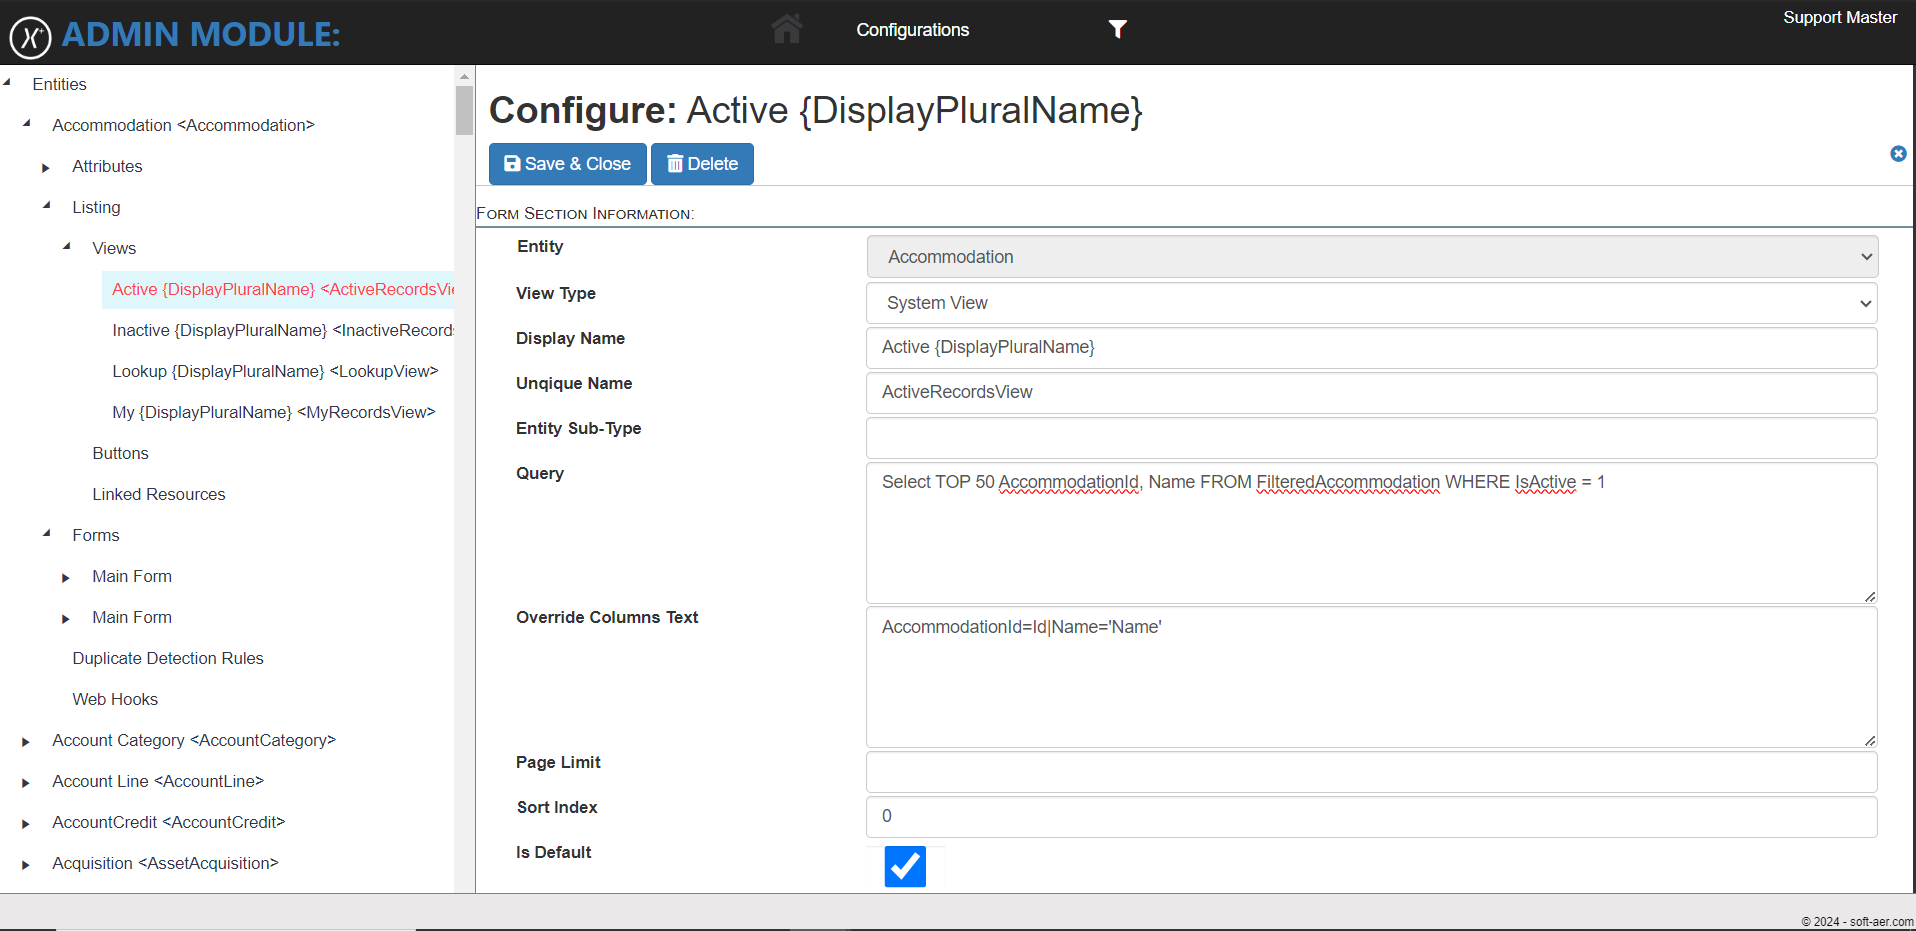 ADMIN MODULE:
Configurations
Support Master
Entities
Accommodation <Accommodation>
Attributes
Listing
Views
Active {DisplayPluralName} <ActiveRecordsVie
Inactive {DisplayPluralName} <InactiveRecords
Lookup {DisplayPluralName} <LookupView>
My {DisplayPluralName} <MyRecordsView>
Buttons
Linked Resources
Forms
Main Form
Main Form
Duplicate Detection Rules
Web Hooks
Account Category <AccountCategory>
Account Line <AccountLine>
AccountCredit <AccountCredit>
Acquisition <AssetAcquisition>
Configure: Active {DisplayPluralName}
Save & Close
Delete
Form Section Information:
Entity
Accommodation
View Type
System View
Display Name
Active {DisplayPluralName}
Unqique Name
ActiveRecordsView
Entity Sub-Type
Query
Select TOP 50 AccommodationId, Name FROM FilteredAccommodation WHERE IsActive = 1
Override Columns Text
AccommodationId=Id|Name='Name'
Page Limit
Sort Index
0
Is Default
© 2024 - soft-aer.com